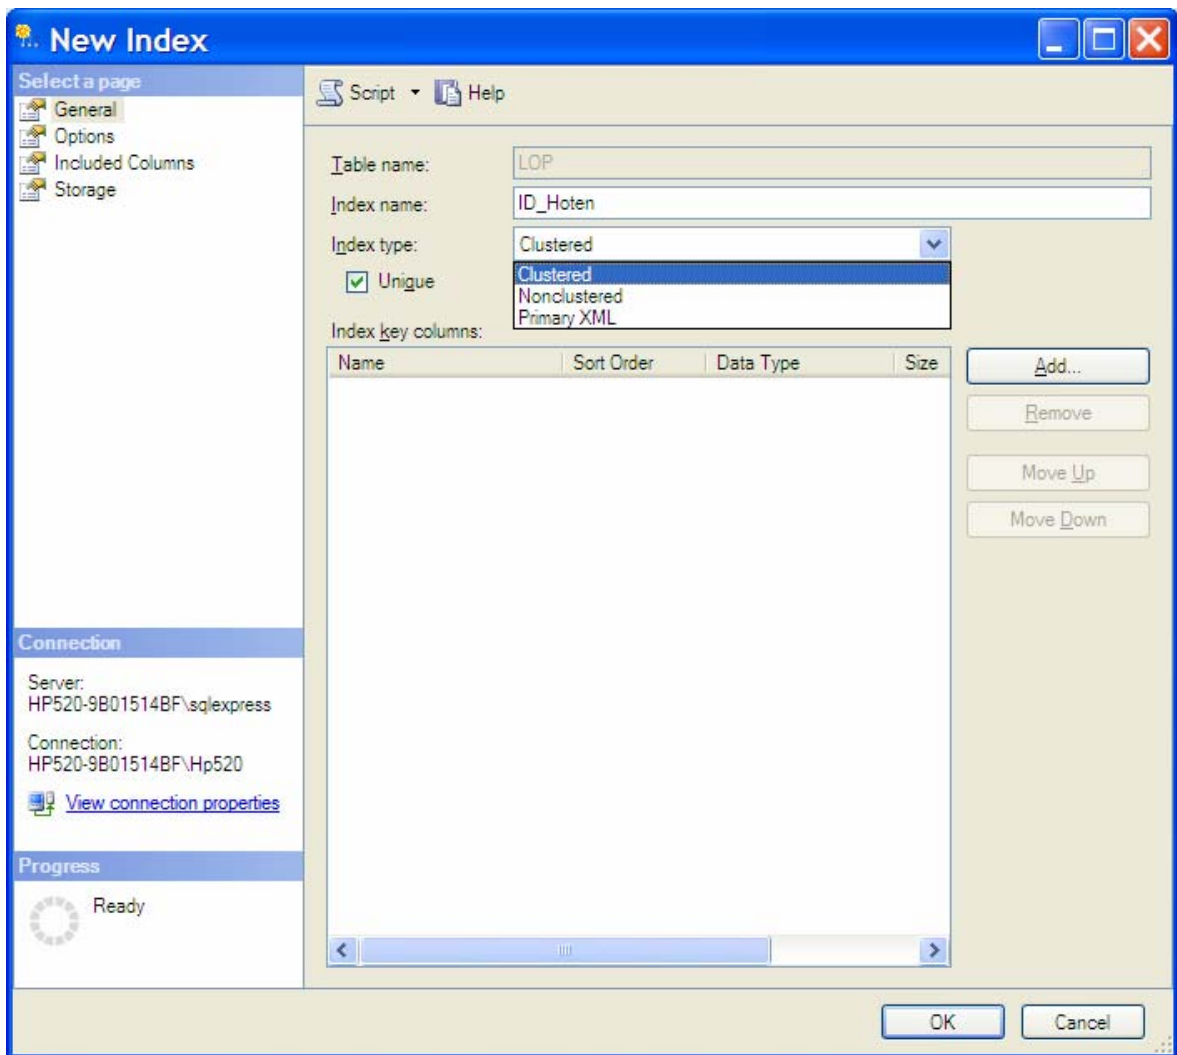 New Index
Select a page
General
Options
Included Columns
Storage
Script
Help
Table name:
LOP
Index name:
ID_Hoten
Index type:
Clustered
Clustered
Nonclustered
Primary XML
Unique
Index key columns:
Name Sort Order Data Type Size
Add...
Remove
Move Up
Move Down
Connection
Server:
HP520-9B01514BF\sqlexpress
Connection:
HP520-9B01514BF\Hp520
View connection properties
Progress
Ready
OK
Cancel